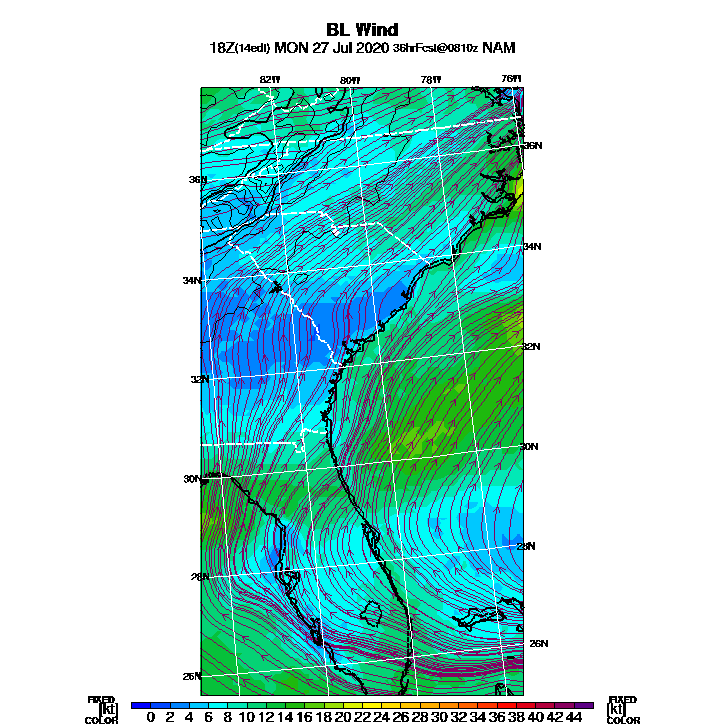 BL Wind
18Z(14edt) MON 27 Jul 2020 36hrFcst@0810z NAM
82W 80W 78W 76W
36N
36N
34N
34N
32N
32N
30N
30N
28N
28N
26N
26N
FIXED FIXED
[kt] 0 2 4 6 8 10 12 14 16 18 20 22 24 26 28 30 32 34 36 38 40 42 44 [kt]
COLOR COLOR